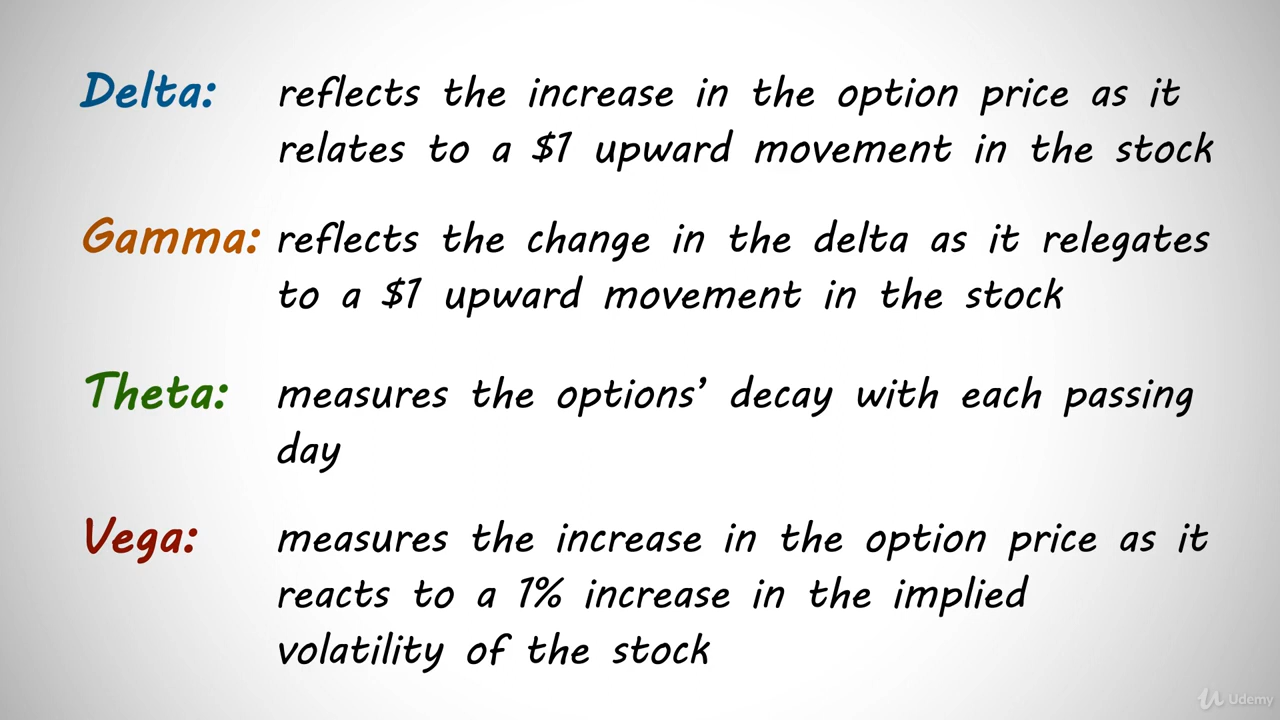 Delta: reflects the increase in the option price as it
relates to a $1 upward movement in the stock
Gamma: reflects the change in the delta as it relegates
to a $1 upward movement in the stock
Theta: measures the options’ decay with each passing
day
Vega: measures the increase in the option price as it
reacts to a 1% increase in the implied
volatility of the stock
Udemy